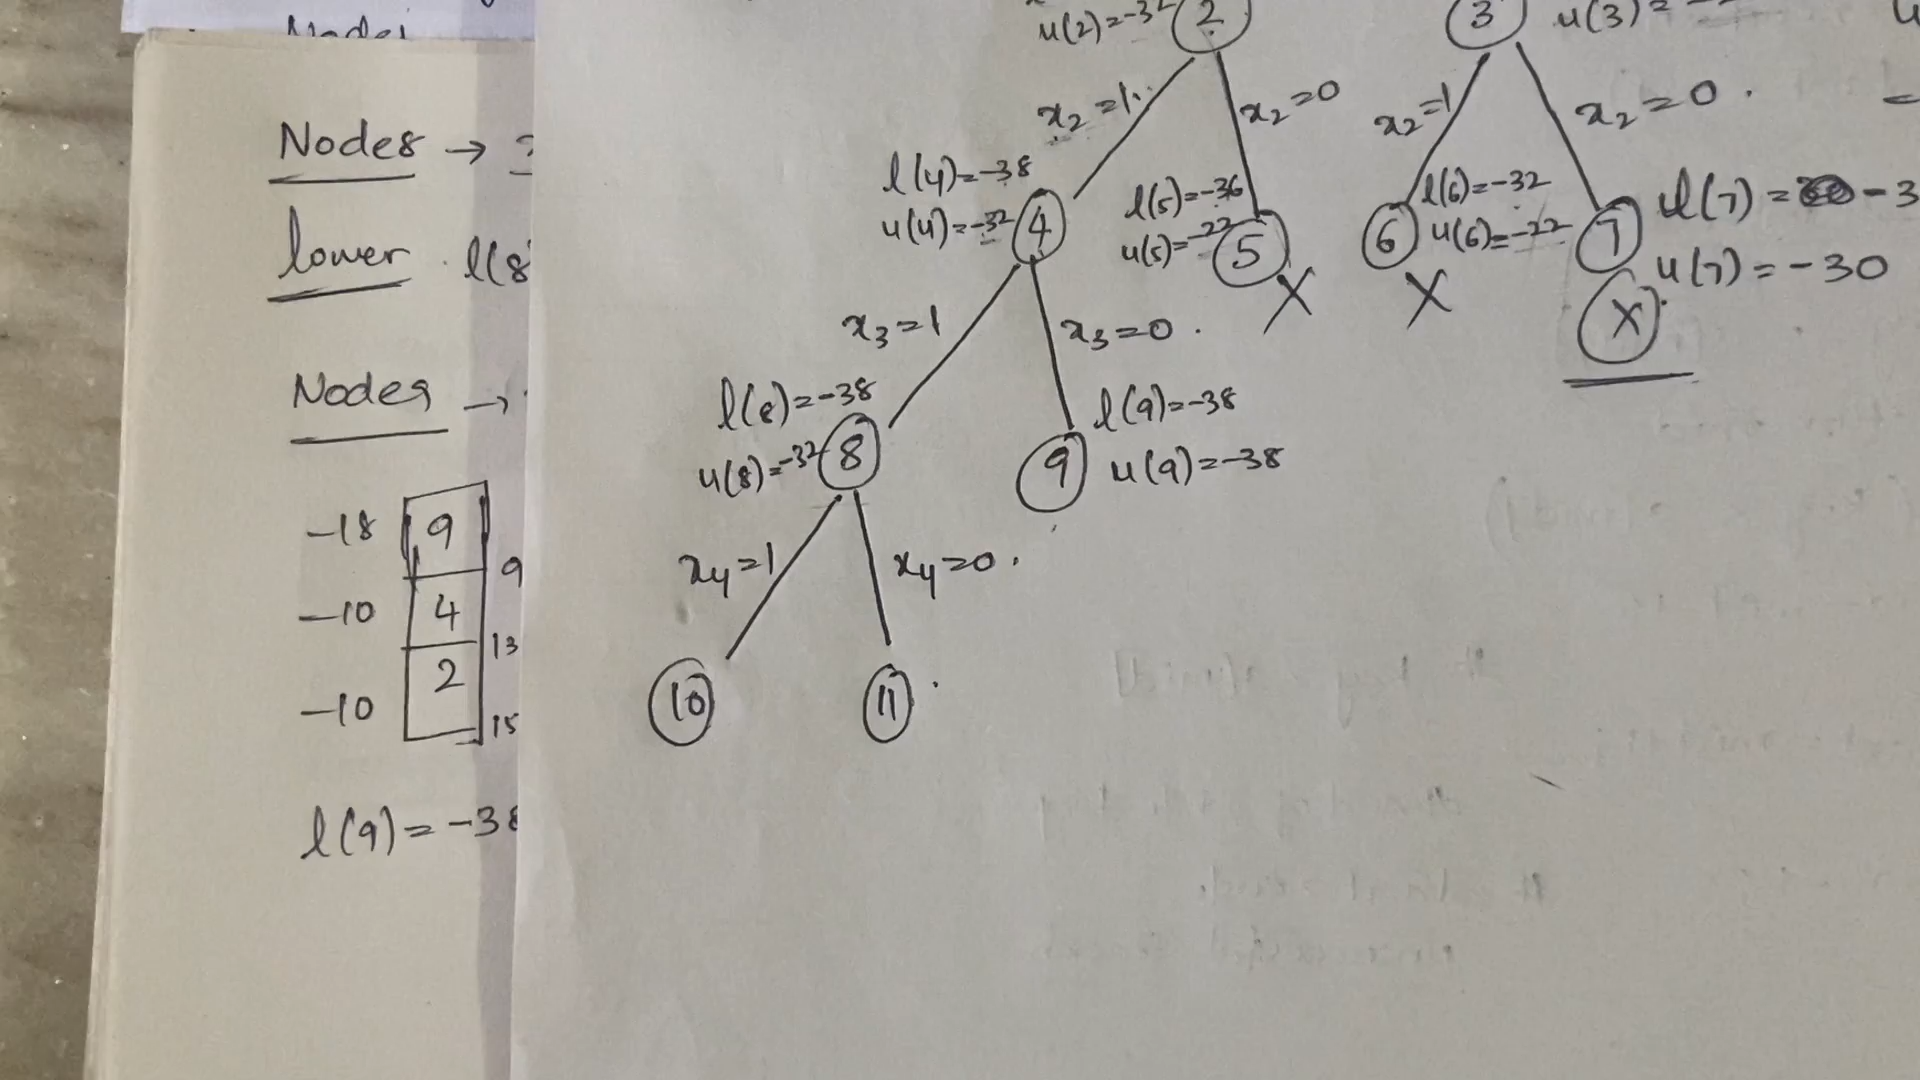 Nodes
Nodes →
lower l(8
Nodes →
-18 9 9
-10 4 13
-10 2 15
l(9)=-38
u(2)=-32 2
3 u(3)=
x2=1 x2=0 x2=1 x2=0
l(4)=-38
u(4)=-32 4
l(5)=-36
u(5)=-22 5 X
l(6)=-32
6 u(6)=-22 X
7 l(7)= -3
u(7)=-30
X
x3=1 x3=0
l(8)=-38
u(8)=-32 8
l(9)=-38
9 u(9)=-38
x4=1 x4=0
10 11